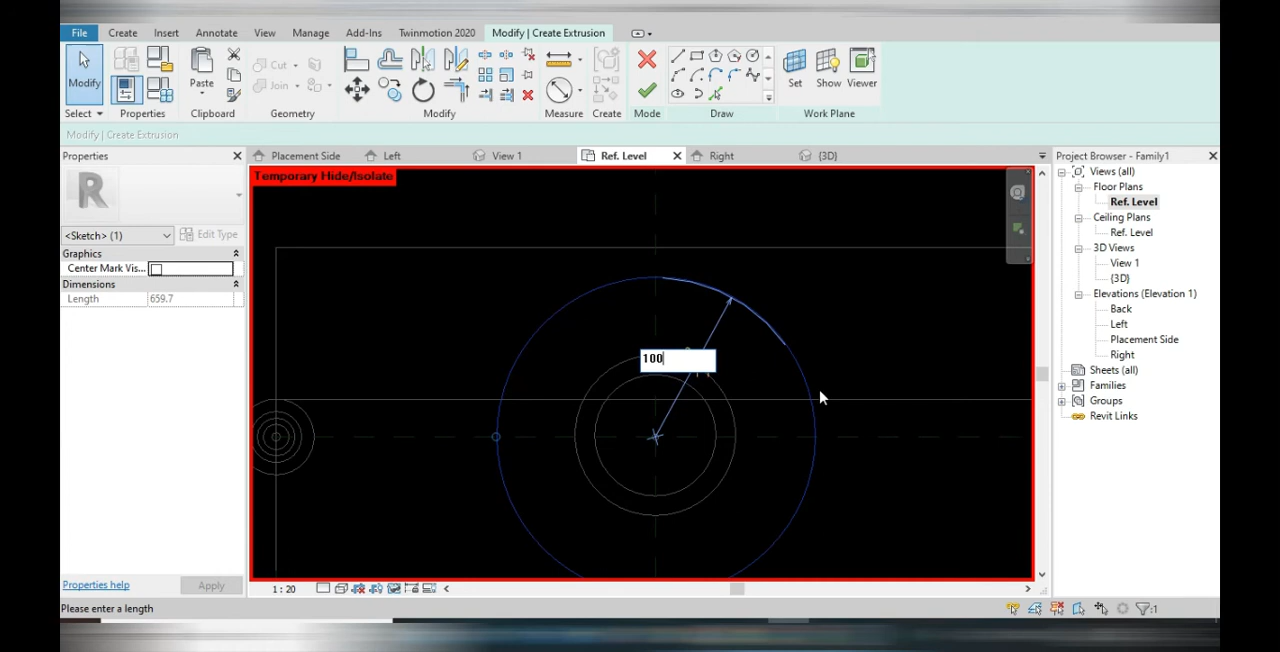 File Create Insert Annotate View Manage Add-Ins Twinmotion 2020 Modify | Create Extrusion
Modify Paste Cut Join Set Show Viewer
Select Properties Clipboard Geometry Modify Measure Create Mode Draw Work Plane
Modify | Create Extrusion
Properties
Placement Side Left View 1 Ref. Level Right {3D}
Project Browser - Family1
Temporary Hide/Isolate
R
<Sketch> (1) Edit Type
Graphics
Center Mark Vis...
Dimensions
Length 659.7
100
Views (all)
Floor Plans
Ref. Level
Ceiling Plans
Ref. Level
3D Views
View 1
{3D}
Elevations (Elevation 1)
Back
Left
Placement Side
Right
Sheets (all)
Families
Groups
Revit Links
Properties help Apply
1 : 20
Please enter a length
:1